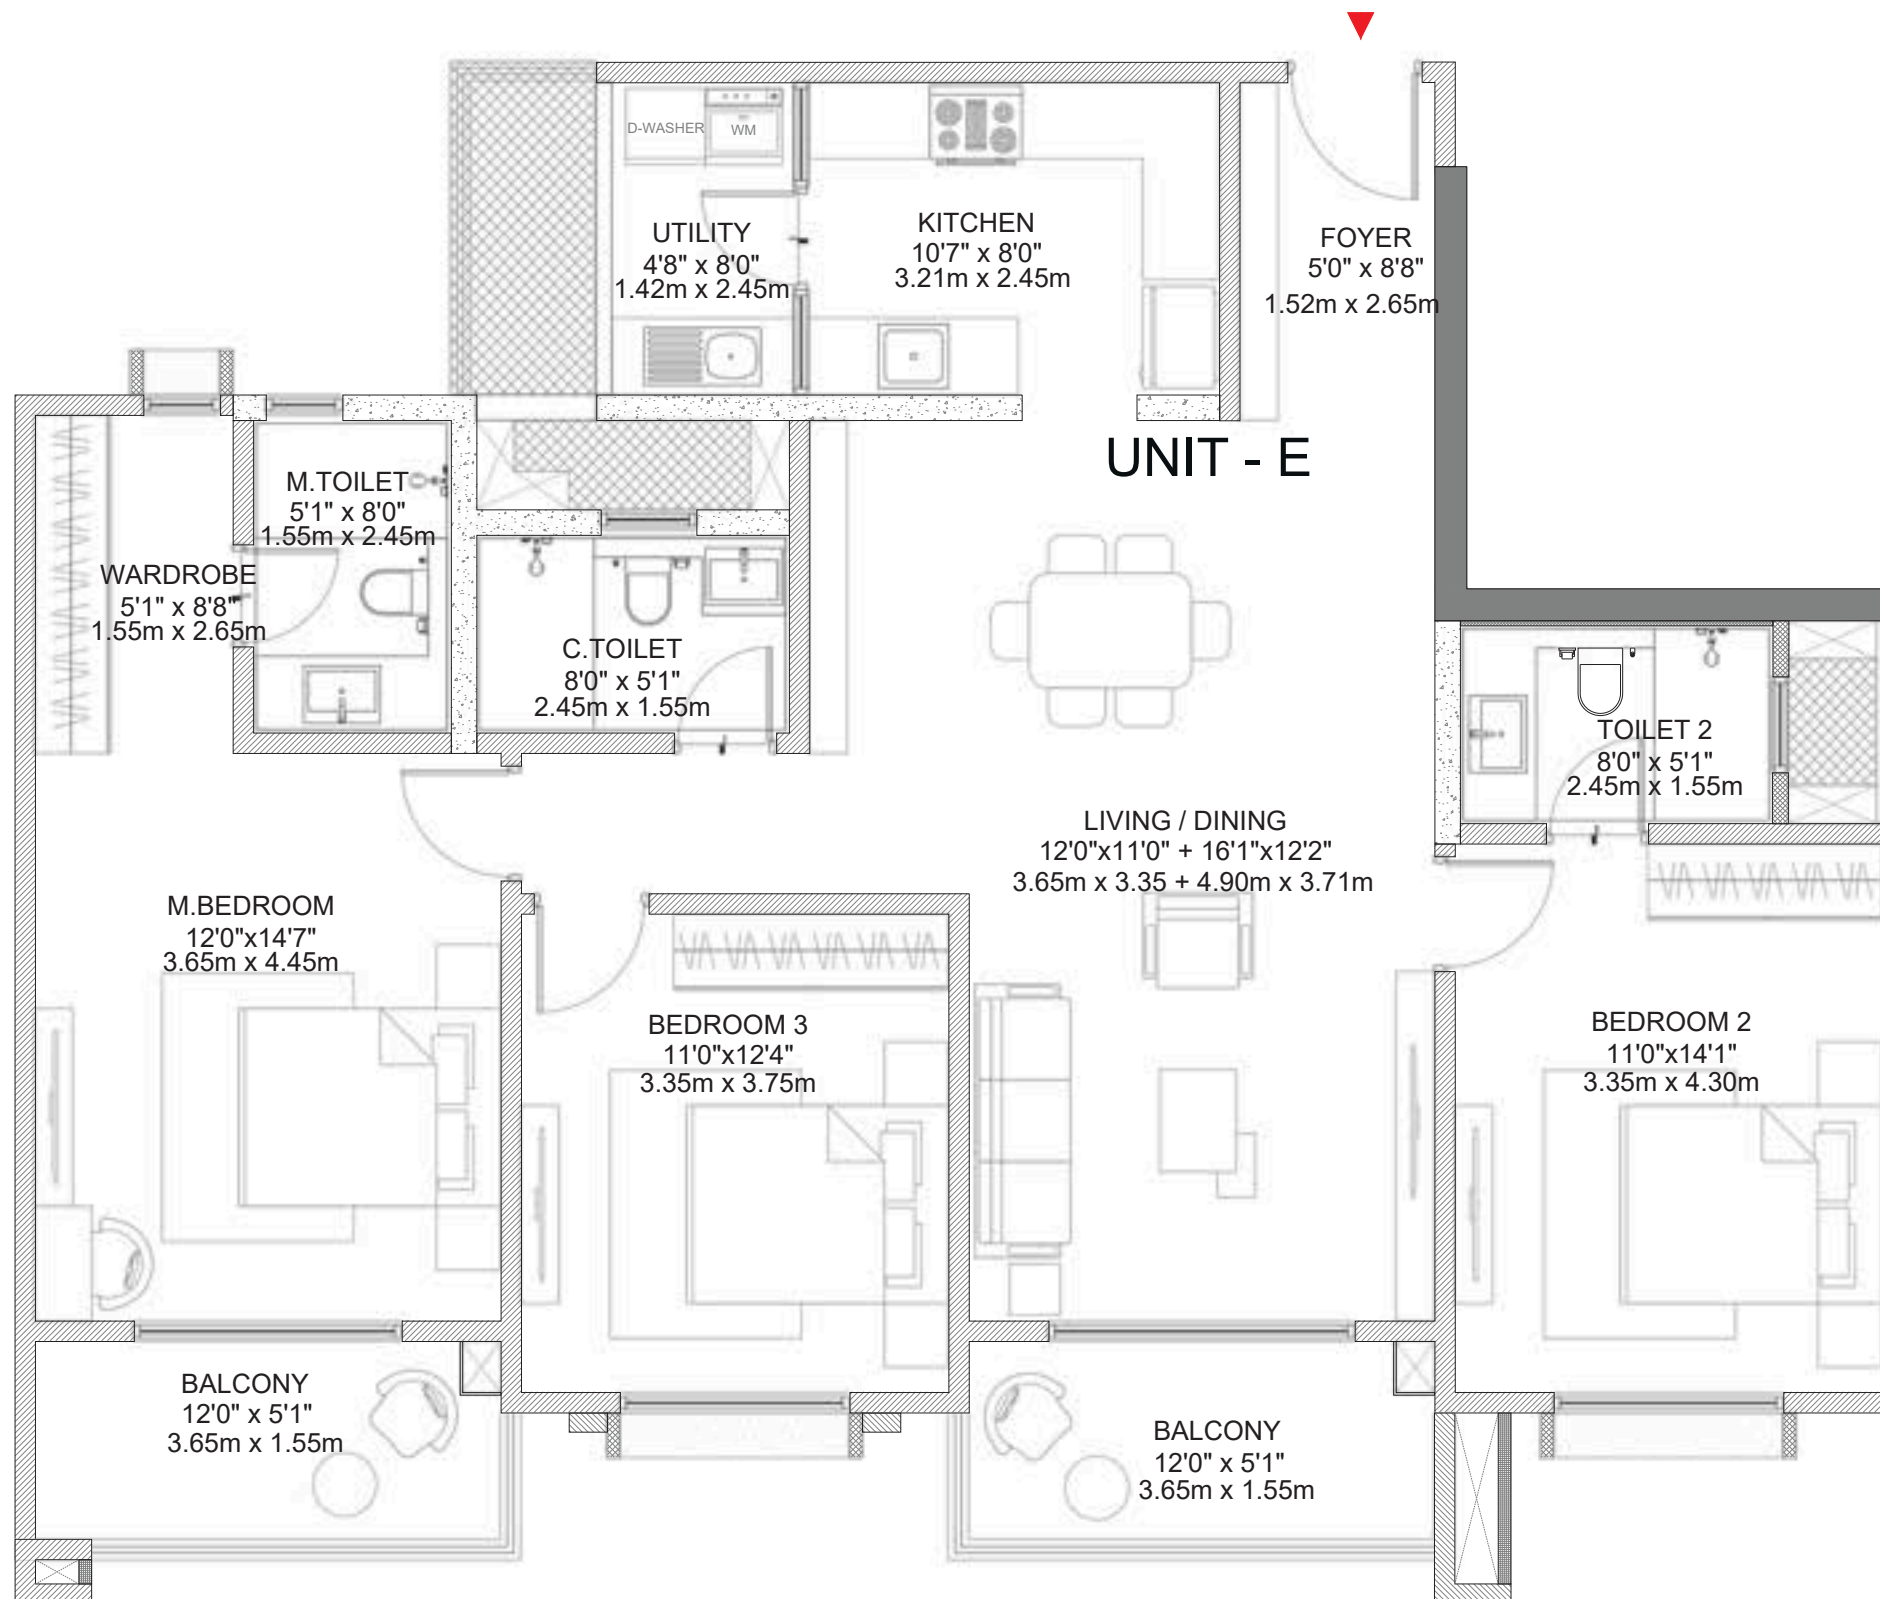 D-WASHER
WM
UTILITY
4'8" x 8'0"
1.42m x 2.45m
KITCHEN
10'7" x 8'0"
3.21m x 2.45m
FOYER
5'0" x 8'8"
1.52m x 2.65m
UNIT - E
M.TOILET
5'1" x 8'0"
1.55m x 2.45m
WARDROBE
5'1" x 8'8"
1.55m x 2.65m
C.TOILET
8'0" x 5'1"
2.45m x 1.55m
TOILET 2
8'0" x 5'1"
2.45m x 1.55m
LIVING / DINING
12'0"x11'0" + 16'1"x12'2"
3.65m x 3.35 + 4.90m x 3.71m
M.BEDROOM
12'0"x14'7"
3.65m x 4.45m
BEDROOM 3
11'0"x12'4"
3.35m x 3.75m
BEDROOM 2
11'0"x14'1"
3.35m x 4.30m
BALCONY
12'0" x 5'1"
3.65m x 1.55m
BALCONY
12'0" x 5'1"
3.65m x 1.55m